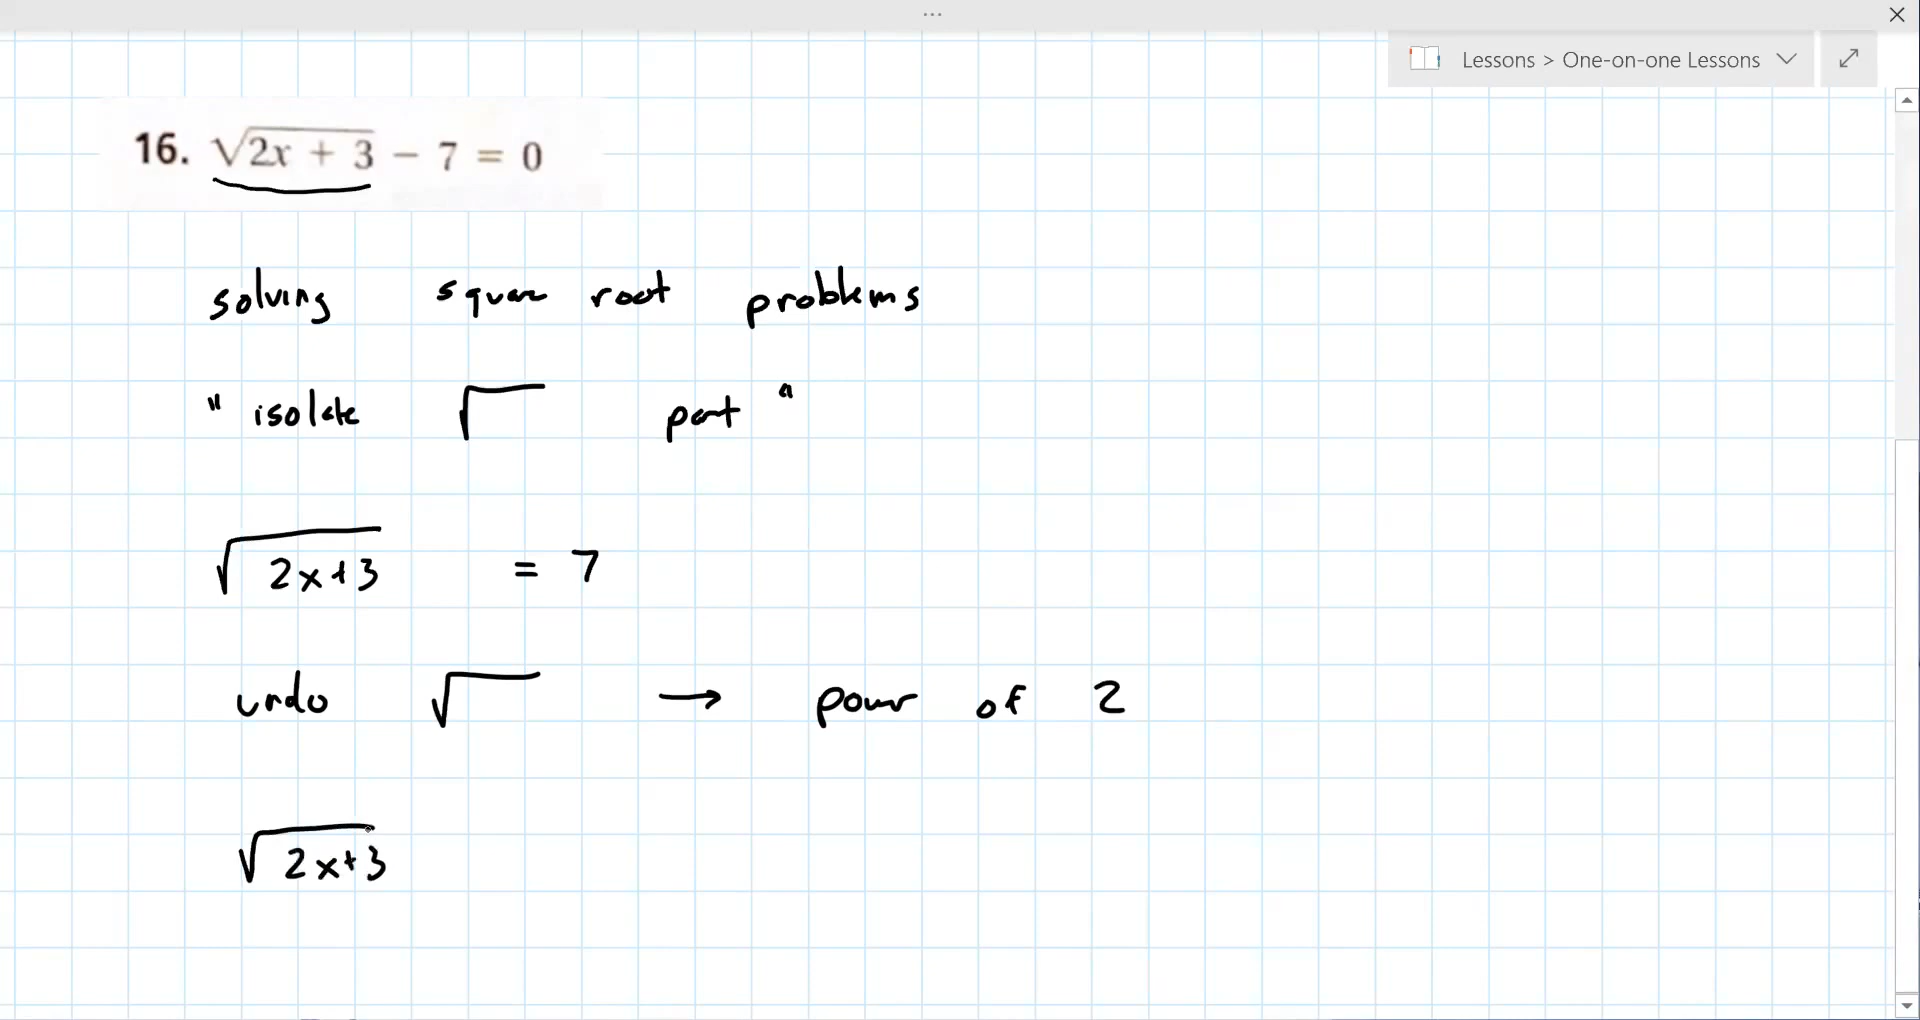 ...
Lessons > One-on-one Lessons
16. √2x + 3 − 7 = 0
solving square root problems
" isolate √ part "
√2x+3 = 7
undo √ → power of 2
√2x+3